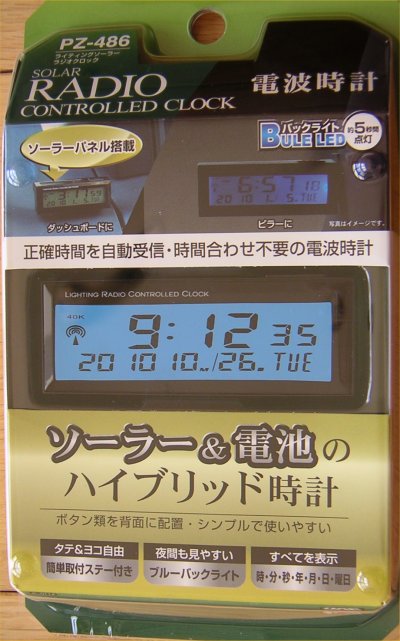 PZ-486
ライティングソーラー
ラジオクロック
SOLAR
RADIO
CONTROLLED CLOCK
電波時計
ソーラーパネル搭載
バックライト
BULE LED
約5秒間
点灯
6:57 18
2010 1. 5. TUE
ダッシュボードに
ピラーに
写真はイメージです。
正確時間を自動受信・時間合わせ不要の電波時計
LIGHTING RADIO CONTROLLED CLOCK
40K
9:12 35
2010 10M/26D TUE
ソーラー&電池の
ハイブリッド時計
ボタン類を背面に配置・シンプルで使いやすい
タテ&ヨコ自由
簡単取付ステー付き
夜間も見やすい
ブルーバックライト
すべてを表示
時・分・秒・年・月・日・曜日